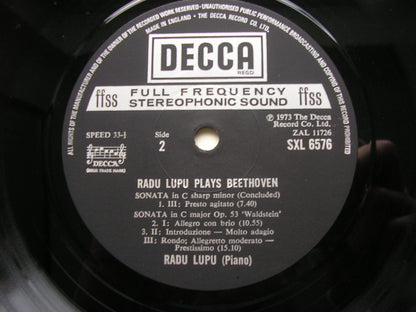 ALL RIGHTS OF THE MANUFACTURER AND OF THE OWNER OF THE RECORDED WORK RESERVED - UNAUTHORISED PUBLIC PERFORMANCE BROADCASTING AND COPYING OF THIS RECORD PROHIBITED
MADE IN ENGLAND · THE DECCA RECORD CO. LTD.
DECCA
REGD
FULL FREQUENCY
STEREOPHONIC SOUND
ffss
ffss
SPEED 33⅓
Side
2
℗ 1973 The Decca
Record Co. Ltd.
ZAL 11726
SXL 6576
DECCA
REGD TRADE MARK
RADU LUPU PLAYS BEETHOVEN
SONATA in C sharp minor (Concluded)
1. III: Presto agitato (7.40)
SONATA in C major Op. 53 'Waldstein'
2. I: Allegro con brio (10.55)
3. II: Introduzione — Molto adagio
III: Rondo; Allegretto moderato —
Prestissimo (15.10)
RADU LUPU (Piano)